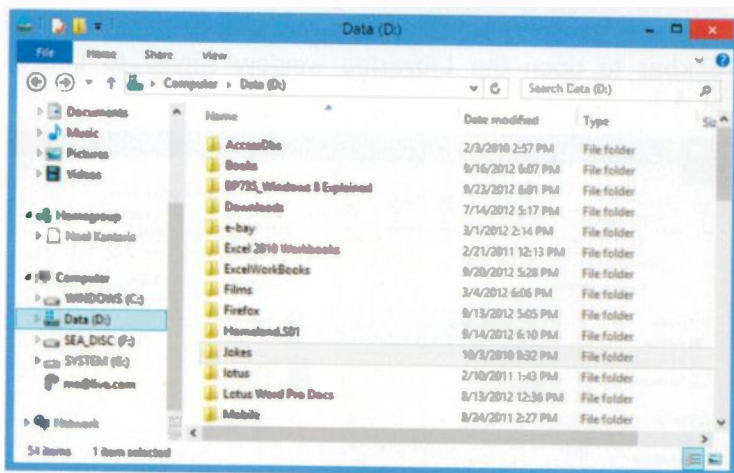 Data (D:)
File Home Share View
Computer Data (D:) Search Data (D:)
Name Date modified Type
Documents
Music
Pictures
Videos
Homegroup
Noel Kantaris
Computer
WINDOWS (C:)
Data (D:)
SEA_DISC (F:)
SYSTEM (G:)
me@live.com
Network
AccessDbs 2/3/2010 2:57 PM File folder
Books 9/16/2012 6:07 PM File folder
BP735_Windows 8 Explained 9/23/2012 6:01 PM File folder
Downloads 7/14/2012 5:17 PM File folder
e-bay 3/1/2012 2:14 PM File folder
Excel 2010 Workbooks 2/21/2011 12:13 PM File folder
ExcelWorkBooks 9/20/2012 5:28 PM File folder
Films 3/4/2012 6:06 PM File folder
Firefox 9/13/2012 5:05 PM File folder
Homeland.S01 9/14/2012 6:10 PM File folder
Jokes 10/3/2010 8:32 PM File folder
lotus 2/10/2011 1:43 PM File folder
Lotus Word Pro Docs 8/13/2012 12:36 PM File folder
Mobile 8/24/2011 2:27 PM File folder
54 items 1 item selected